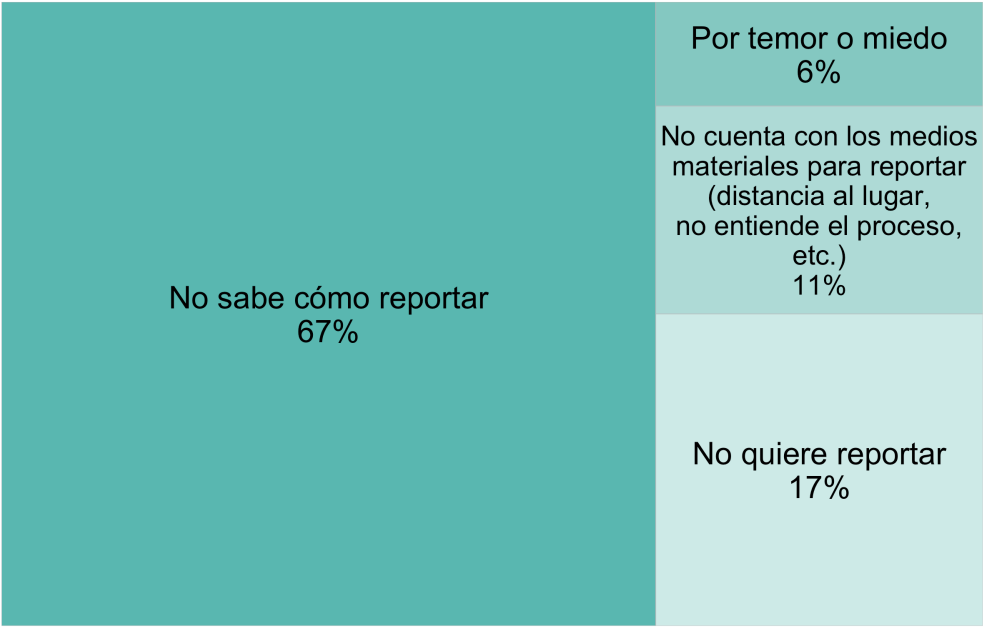 No sabe cómo reportar
67%
Por temor o miedo
6%
No cuenta con los medios
materiales para reportar
(distancia al lugar,
no entiende el proceso,
etc.)
11%
No quiere reportar
17%